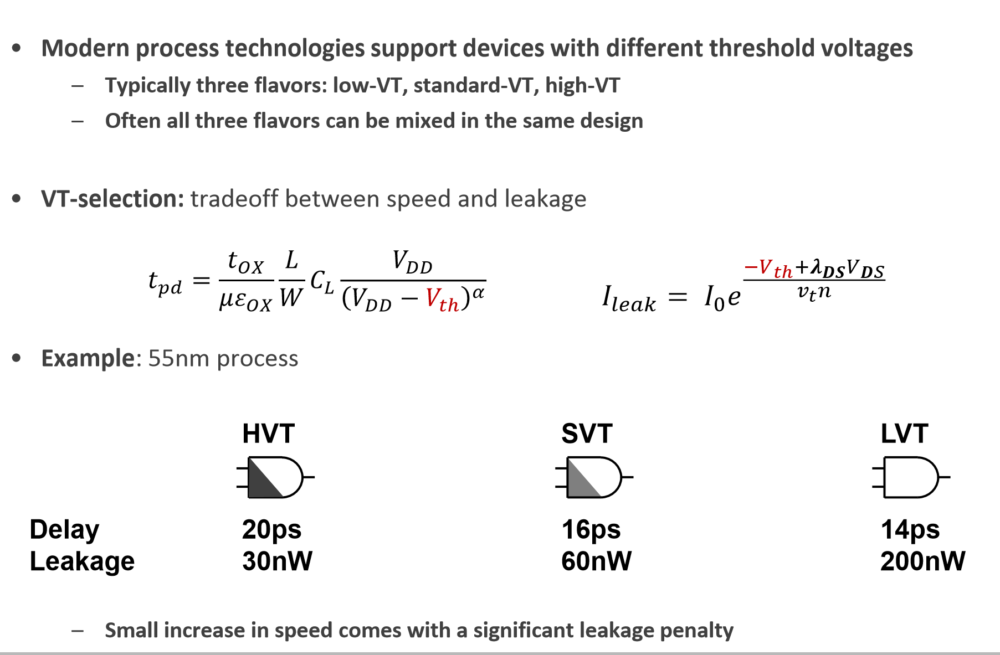 • Modern process technologies support devices with different threshold voltages
– Typically three flavors: low-VT, standard-VT, high-VT
– Often all three flavors can be mixed in the same design
• VT-selection: tradeoff between speed and leakage
$t_{pd} = \frac{t_{OX}}{\mu\varepsilon_{OX}} \frac{L}{W} C_L \frac{V_{DD}}{(V_{DD} - V_{th})^{\alpha}}$ $I_{leak} = I_0 e^{\frac{-V_{th}+\lambda_{DS}V_{DS}}{v_t n}}$
• Example: 55nm process
HVT SVT LVT
Delay 20ps 16ps 14ps
Leakage 30nW 60nW 200nW
– Small increase in speed comes with a significant leakage penalty